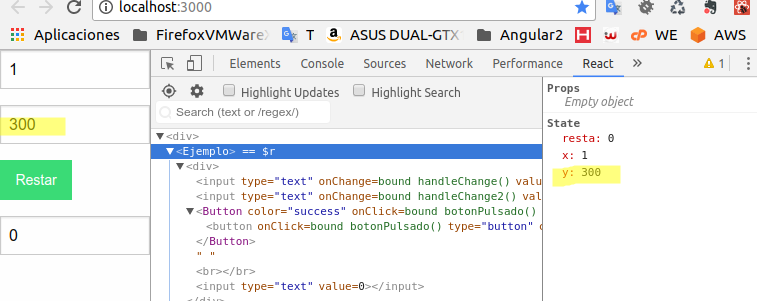 localhost:3000
Aplicaciones FirefoxVMWareX T ASUS DUAL-GTX Angular2 WE AWS
Elements Console Sources Network Performance React 1
Highlight Updates Highlight Search
Search (text or /regex/)
<div>
<Ejemplo> == $r
<div>
<input type="text" onChange=bound handleChange() valu
<input type="text" onChange=bound handleChange2() val
<Button color="success" onClick=bound botonPulsado()
<button onClick=bound botonPulsado() type="button" c
</Button>
" "
<br></br>
<input type="text" value=0></input>
</div>
Props
Empty object
State
resta: 0
x: 1
y: 300
1
300
Restar
0